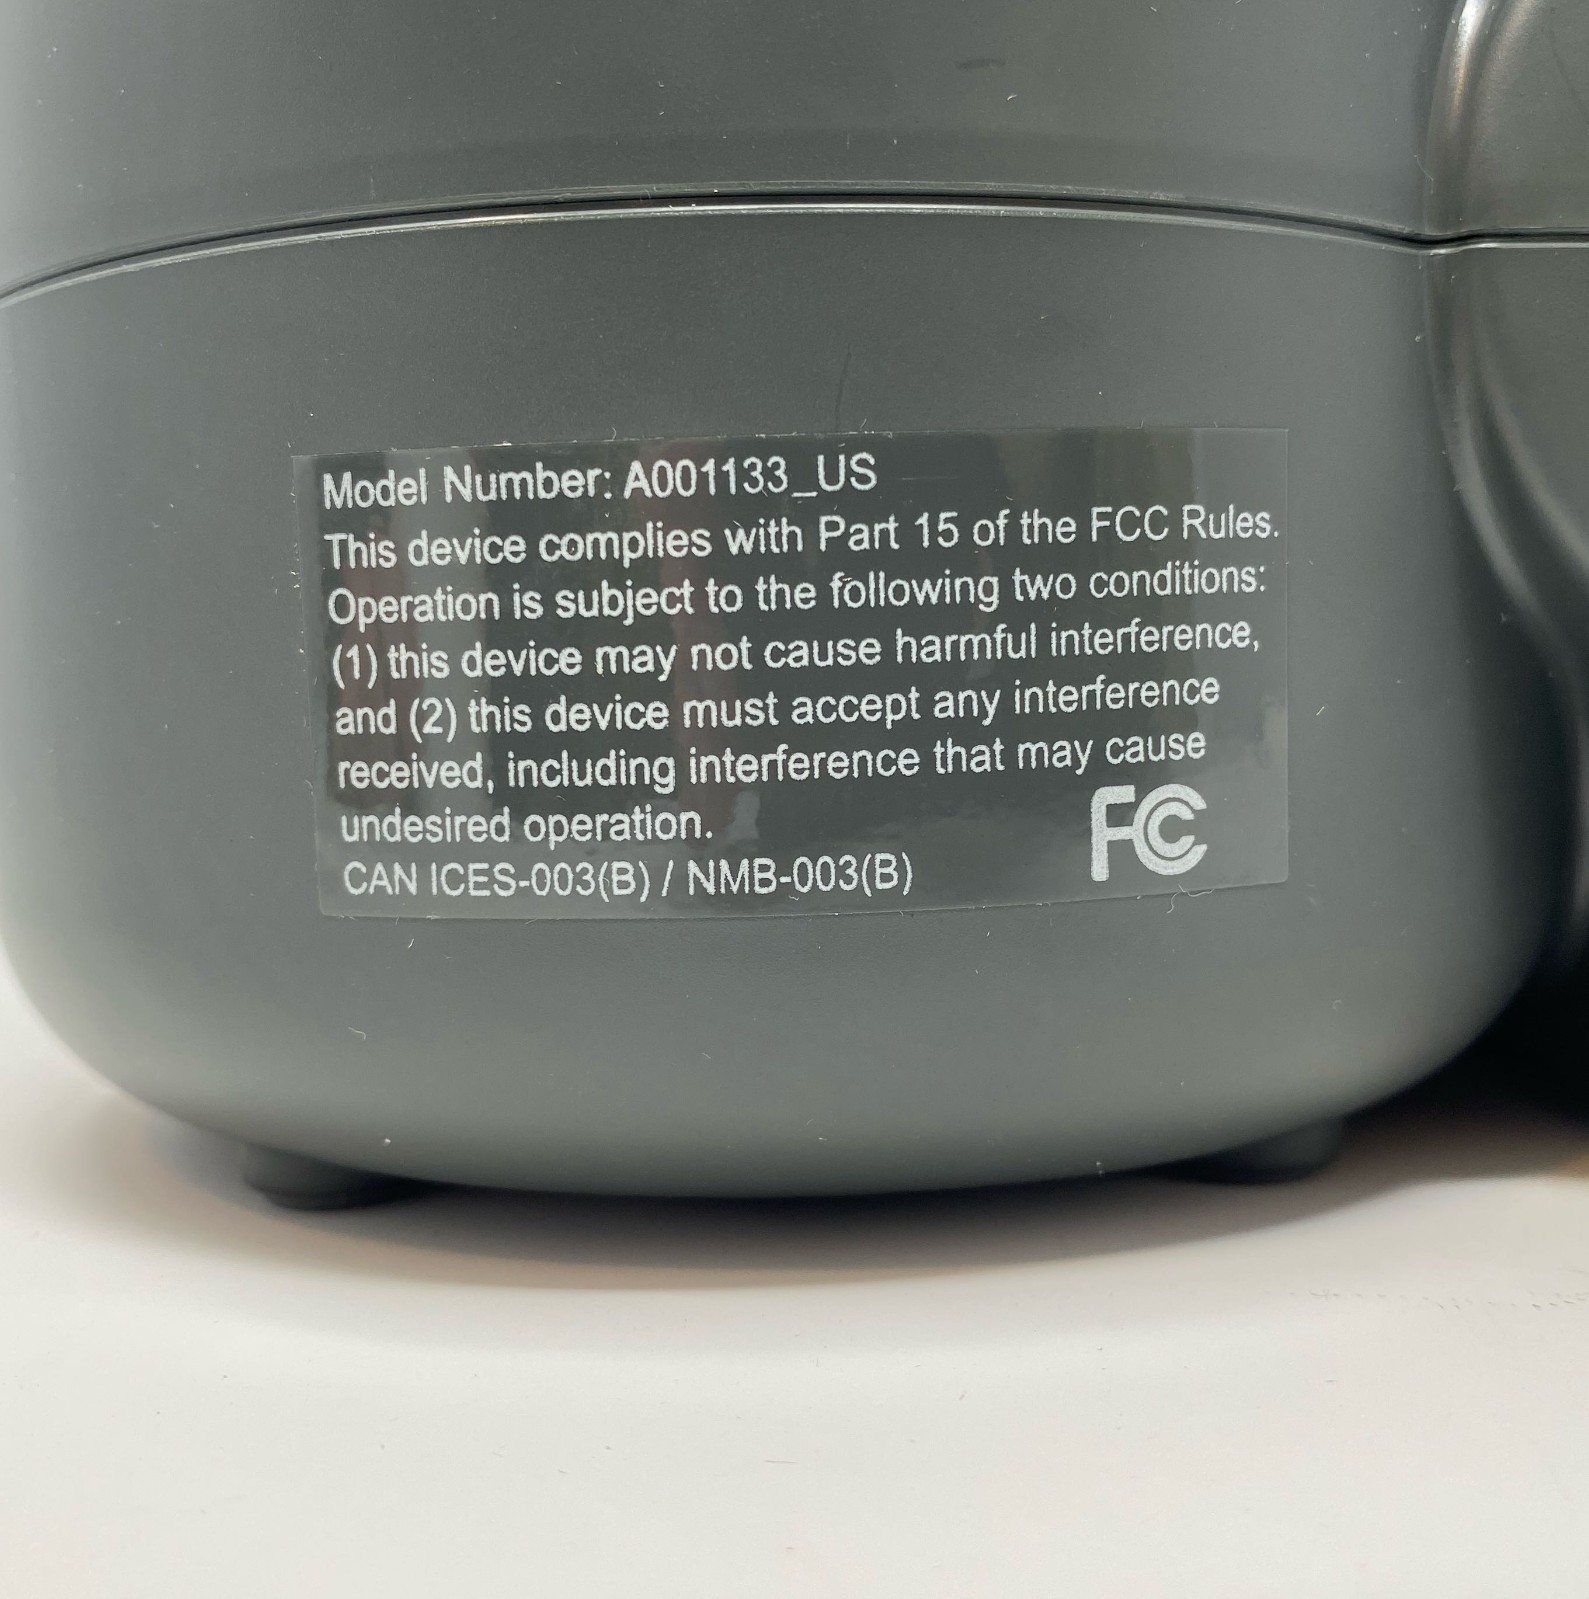 Model Number: A001133_US
This device complies with Part 15 of the FCC Rules.
Operation is subject to the following two conditions:
(1) this device may not cause harmful interference,
and (2) this device must accept any interference
received, including interference that may cause
undesired operation.
FC
CAN ICES-003(B) / NMB-003(B)